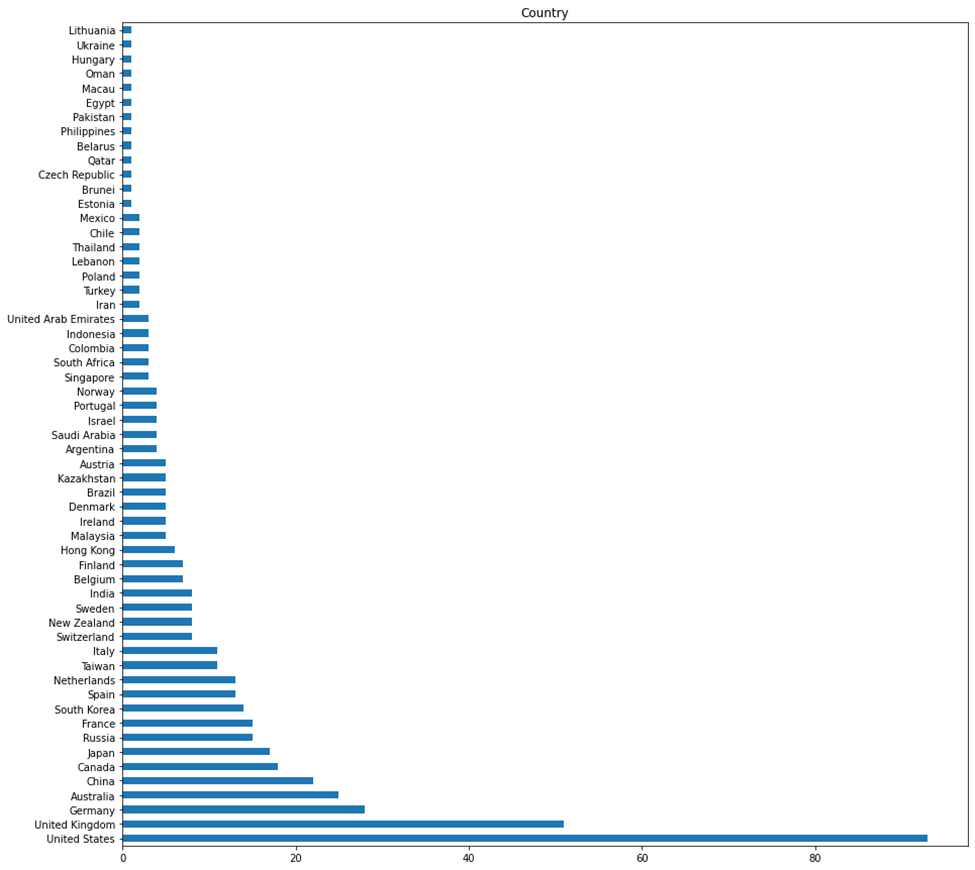 Country
Lithuania
Ukraine
Hungary
Oman
Macau
Egypt
Pakistan
Philippines
Belarus
Qatar
Czech Republic
Brunei
Estonia
Mexico
Chile
Thailand
Lebanon
Poland
Turkey
Iran
United Arab Emirates
Indonesia
Colombia
South Africa
Singapore
Norway
Portugal
Israel
Saudi Arabia
Argentina
Austria
Kazakhstan
Brazil
Denmark
Ireland
Malaysia
Hong Kong
Finland
Belgium
India
Sweden
New Zealand
Switzerland
Italy
Taiwan
Netherlands
Spain
South Korea
France
Russia
Japan
Canada
China
Australia
Germany
United Kingdom
United States
0 20 40 60 80